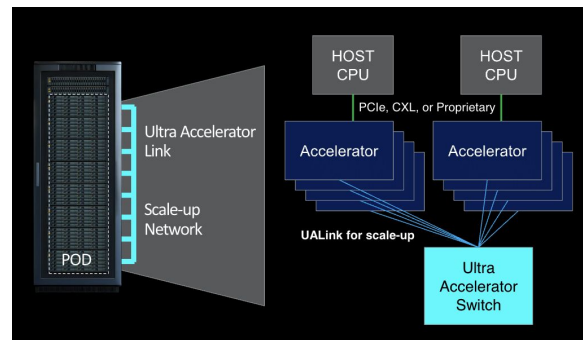 POD
Ultra Accelerator
Link
Scale-up
Network
HOST
CPU
HOST
CPU
PCIe, CXL, or Proprietary
Accelerator
Accelerator
UALink for scale-up
Ultra
Accelerator
Switch